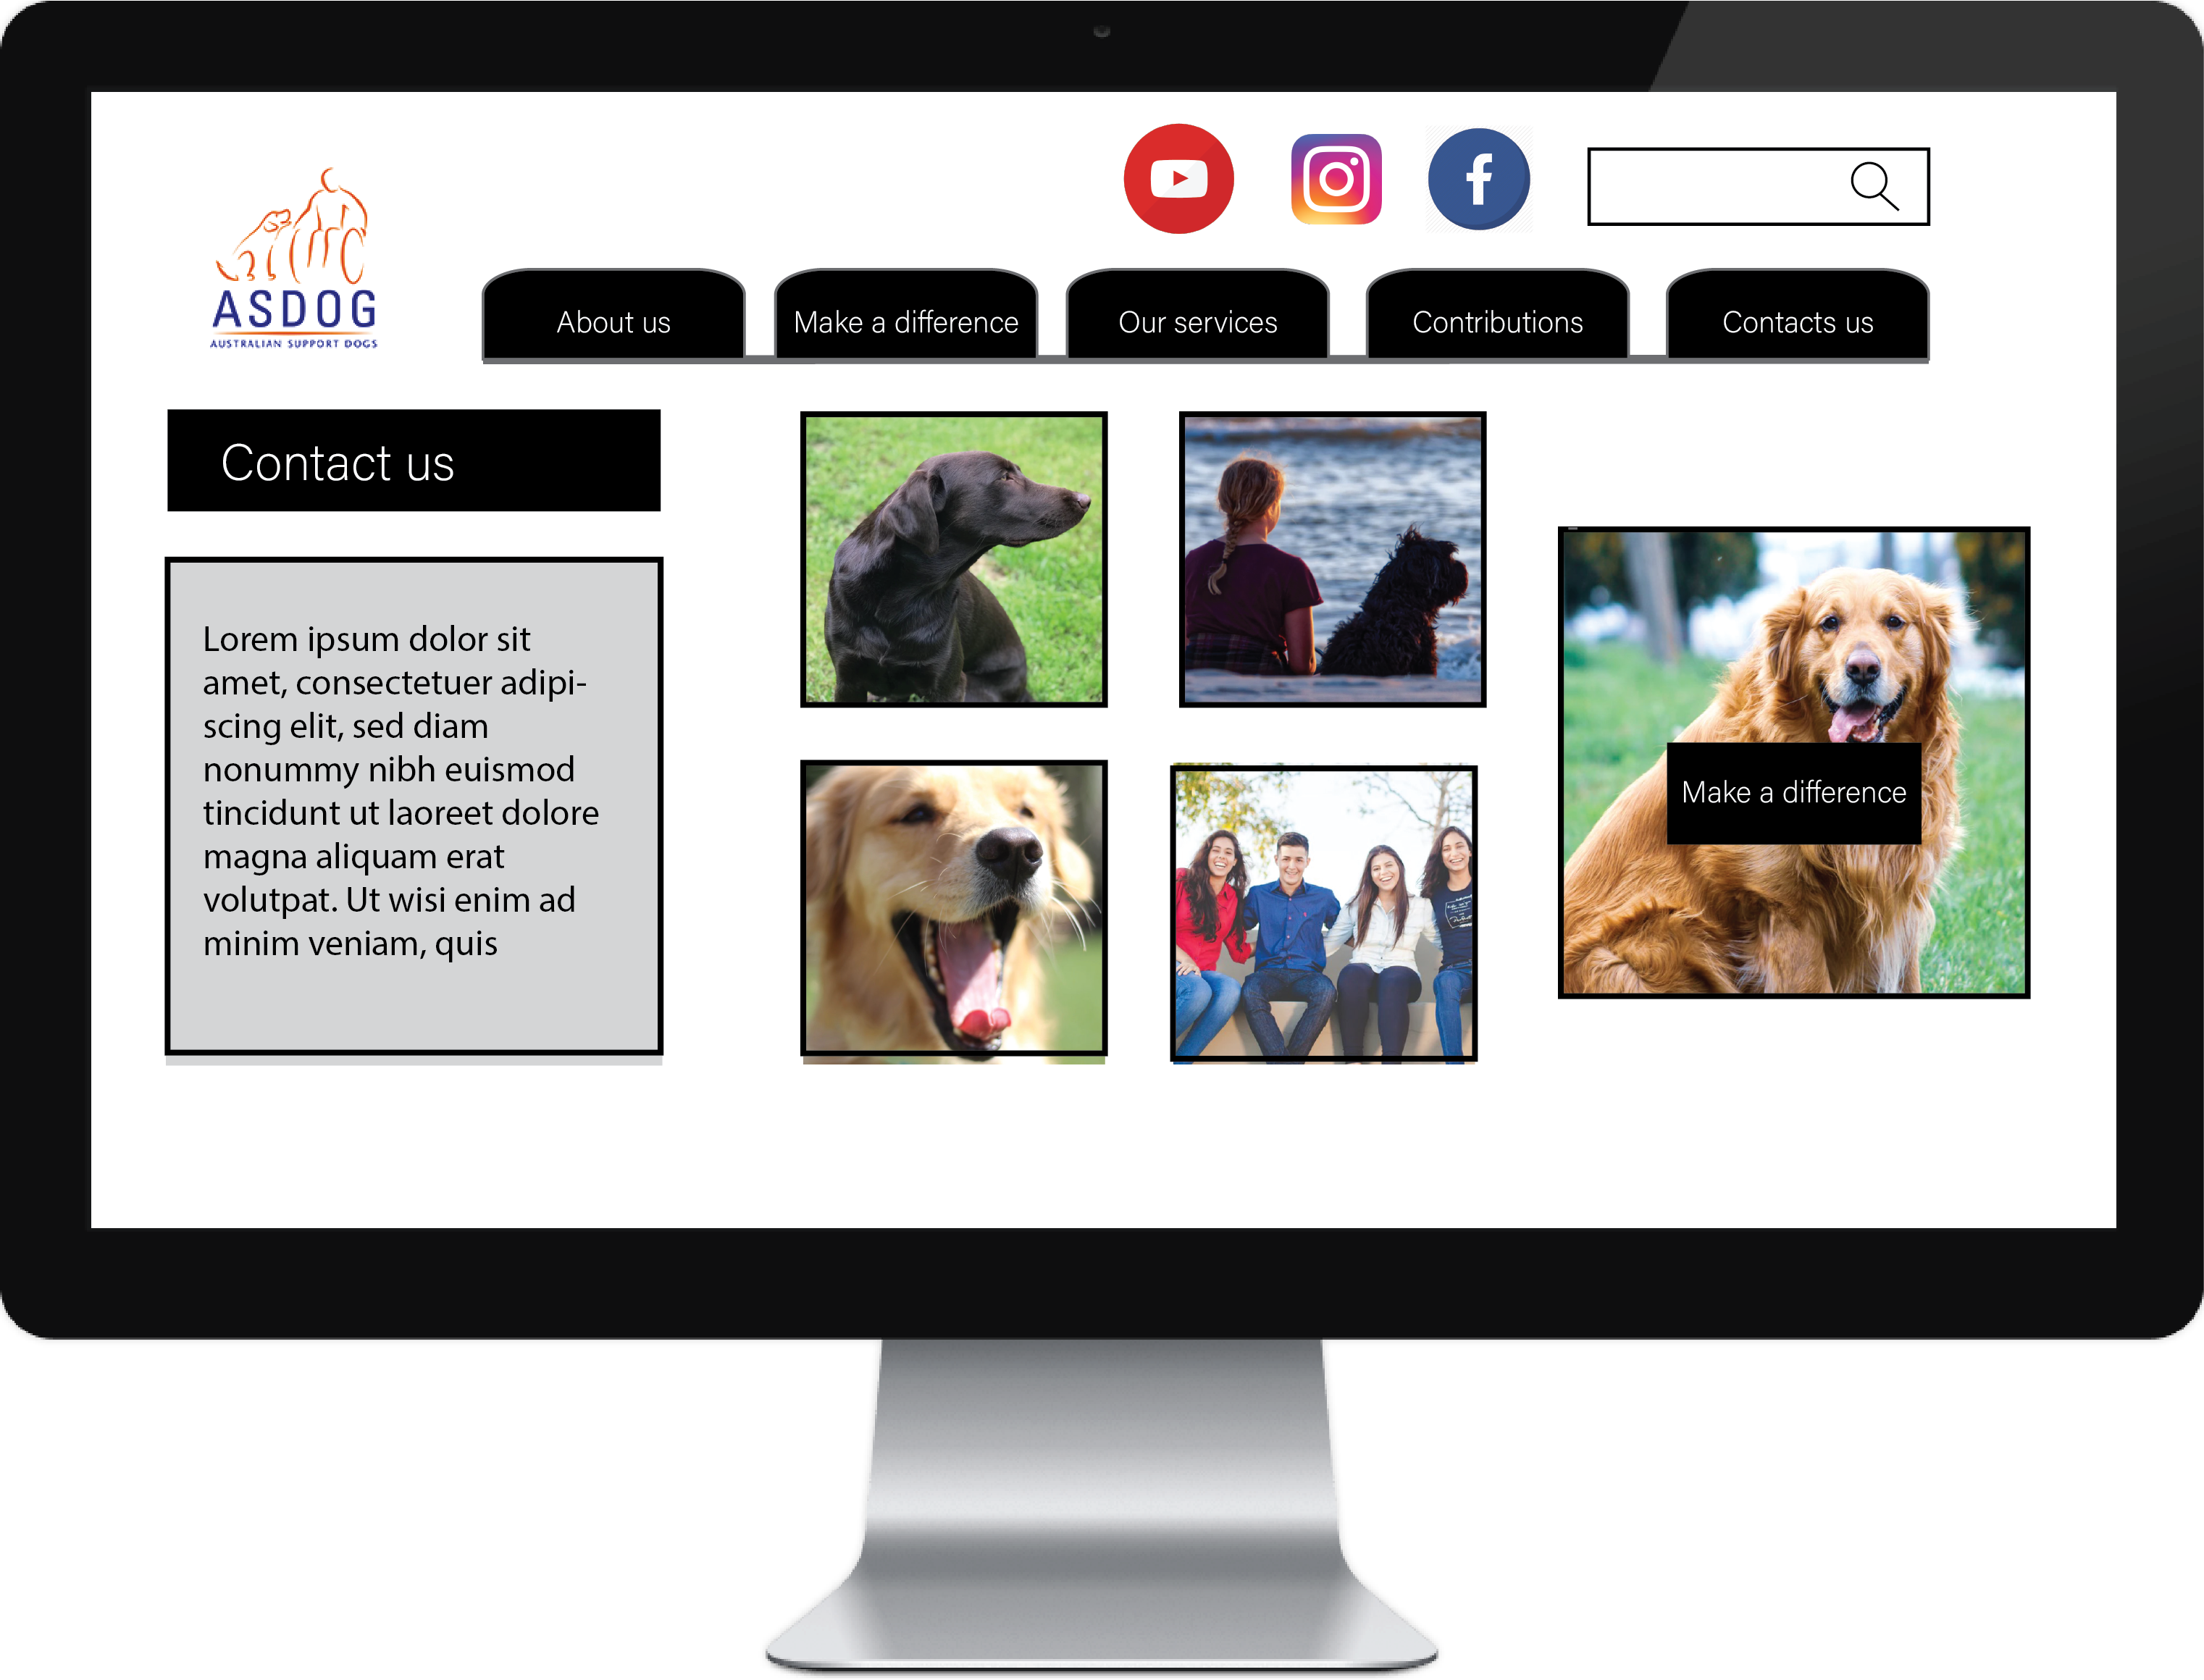 ASDOG
AUSTRALIAN SUPPORT DOGS
About us
Make a difference
Our services
Contributions
Contacts us
Contact us
Lorem ipsum dolor sit
amet, consectetuer adipi-
scing elit, sed diam
nonummy nibh euismod
tincidunt ut laoreet dolore
magna aliquam erat
volutpat. Ut wisi enim ad
minim veniam, quis
Make a difference